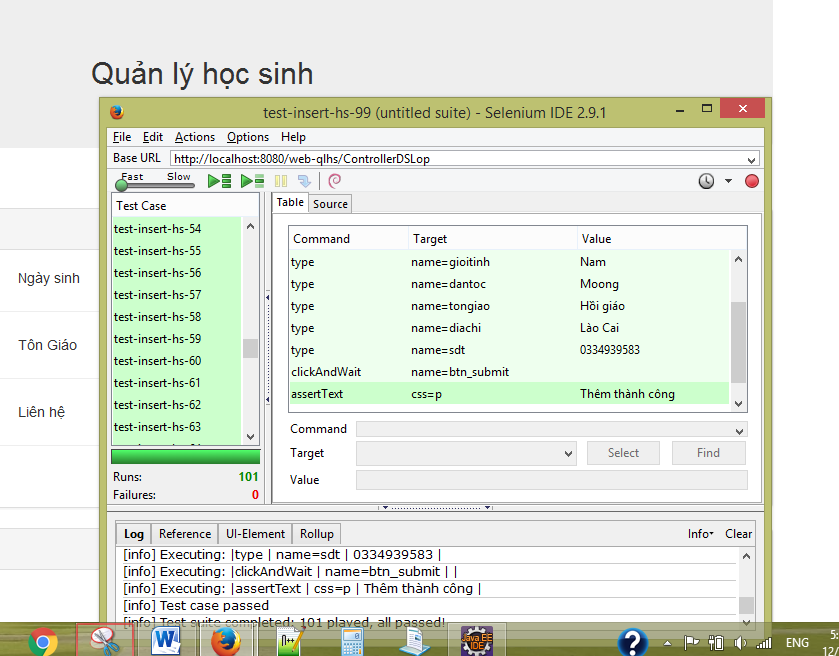 Quản lý học sinh
test-insert-hs-99 (untitled suite) - Selenium IDE 2.9.1
File Edit Actions Options Help
Base URL http://localhost:8080/web-qlhs/ControllerDSLop
Fast Slow
Test Case
test-insert-hs-54
test-insert-hs-55
test-insert-hs-56
test-insert-hs-57
test-insert-hs-58
test-insert-hs-59
test-insert-hs-60
test-insert-hs-61
test-insert-hs-62
test-insert-hs-63
Runs: 101
Failures: 0
Table Source
Command Target Value
type name=gioitinh Nam
type name=dantoc Moong
type name=tongiao Hồi giáo
type name=diachi Lào Cai
type name=sdt 0334939583
clickAndWait name=btn_submit
assertText css=p Thêm thành công
Command
Target Select Find
Value
Ngày sinh
Tôn Giáo
Liên hệ
Log Reference UI-Element Rollup Info Clear
[info] Executing: |type | name=sdt | 0334939583 |
[info] Executing: |clickAndWait | name=btn_submit | |
[info] Executing: |assertText | css=p | Thêm thành công |
[info] Test case passed
[info] Test suite completed: 101 played, all passed!
Java EE
IDE
ENG